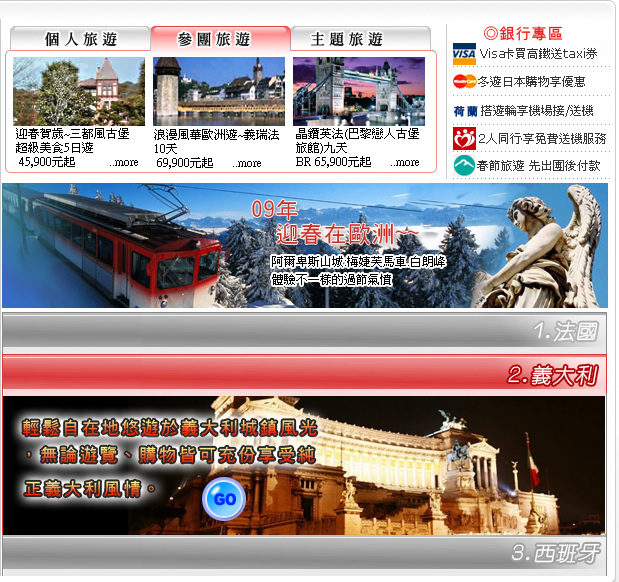 個人旅遊
參團旅遊
主題旅遊
迎春賀歲~三都風古堡
超級美食5日遊
45,900元起
..more
浪漫風華歐洲遊~義瑞法
10天
69,900元起
..more
晶鑽英法(巴黎戀人古堡
旅館)九天
BR 65,900元起
..more
◎銀行專區
VISA
Visa卡買高鐵送taxi券
MasterCard
冬遊日本購物享優惠
荷蘭
搭遊輪享機場接/送機
2人同行享免費送機服務
春節旅遊 先出團後付款
09年
迎春在歐洲~~
阿爾卑斯山城.梅婕芙馬車.白朗峰
體驗不一樣的過節氣憤
1.法國
2.義大利
輕鬆自在地悠遊於義大利城鎮風光
，無論遊覽、購物皆可充份享受純
正義大利風情。
GO
3.西班牙